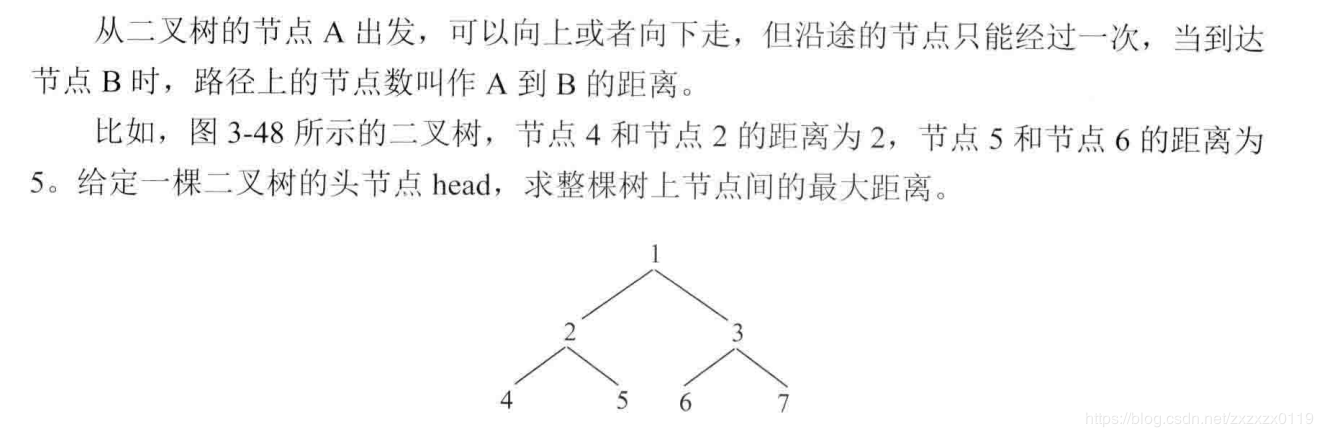 从二叉树的节点 A 出发，可以向上或者向下走，但沿途的节点只能经过一次，当到达
节点 B 时，路径上的节点数叫作 A 到 B 的距离。
比如，图 3-48 所示的二叉树，节点 4 和节点 2 的距离为 2，节点 5 和节点 6 的距离为
5。给定一棵二叉树的头节点 head，求整棵树上节点间的最大距离。
1
2 3
4 5 6 7
https://blog.csdn.net/zxzxzx0119